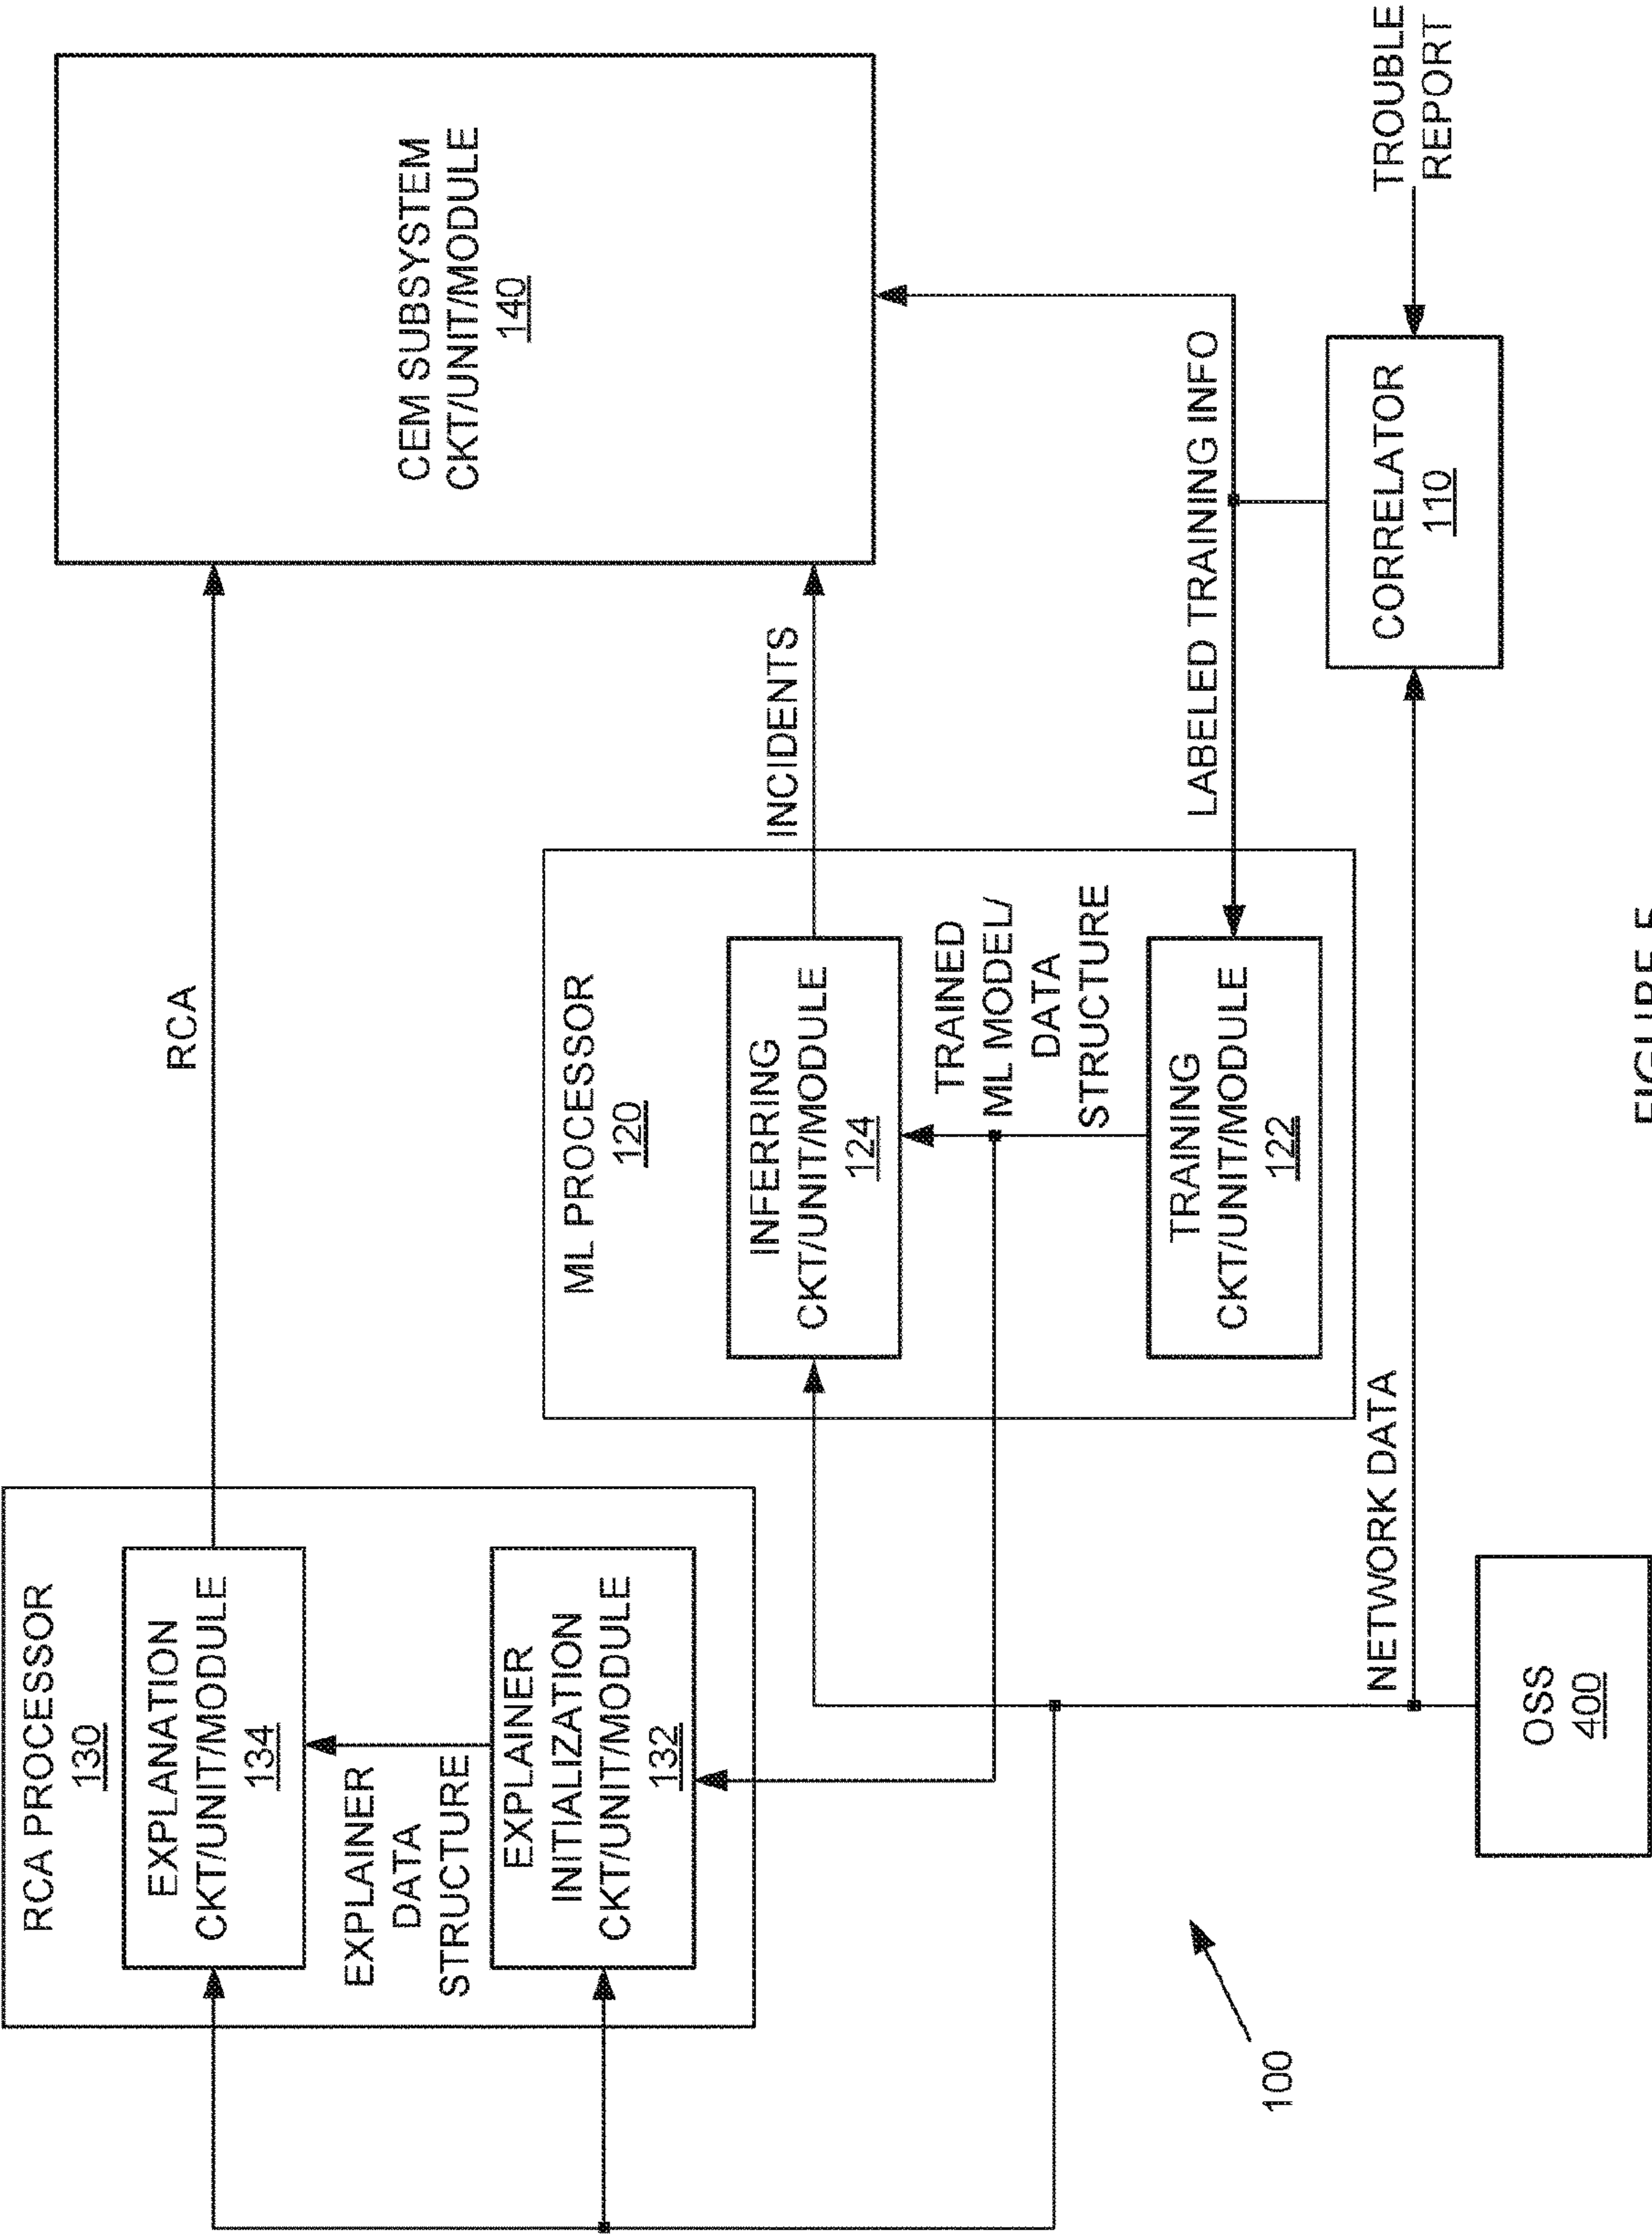 RCA PROCESSOR
130
EXPLANATION
CKT/UNIT/MODULE
134
EXPLAINER
DATA
STRUCTURE
EXPLAINER
INITIALIZATION
CKT/UNIT/MODULE
132
RCA
CEM SUBSYSTEM
CKT/UNIT/MODULE
140
ML PROCESSOR
120
INFERRING
CKT/UNIT/MODULE
124
INCIDENTS
TRAINED
ML MODEL/
DATA
STRUCTURE
TRAINING
CKT/UNIT/MODULE
122
LABELED TRAINING INFO
NETWORK DATA
CORRELATOR
110
TROUBLE
REPORT
OSS
400
100